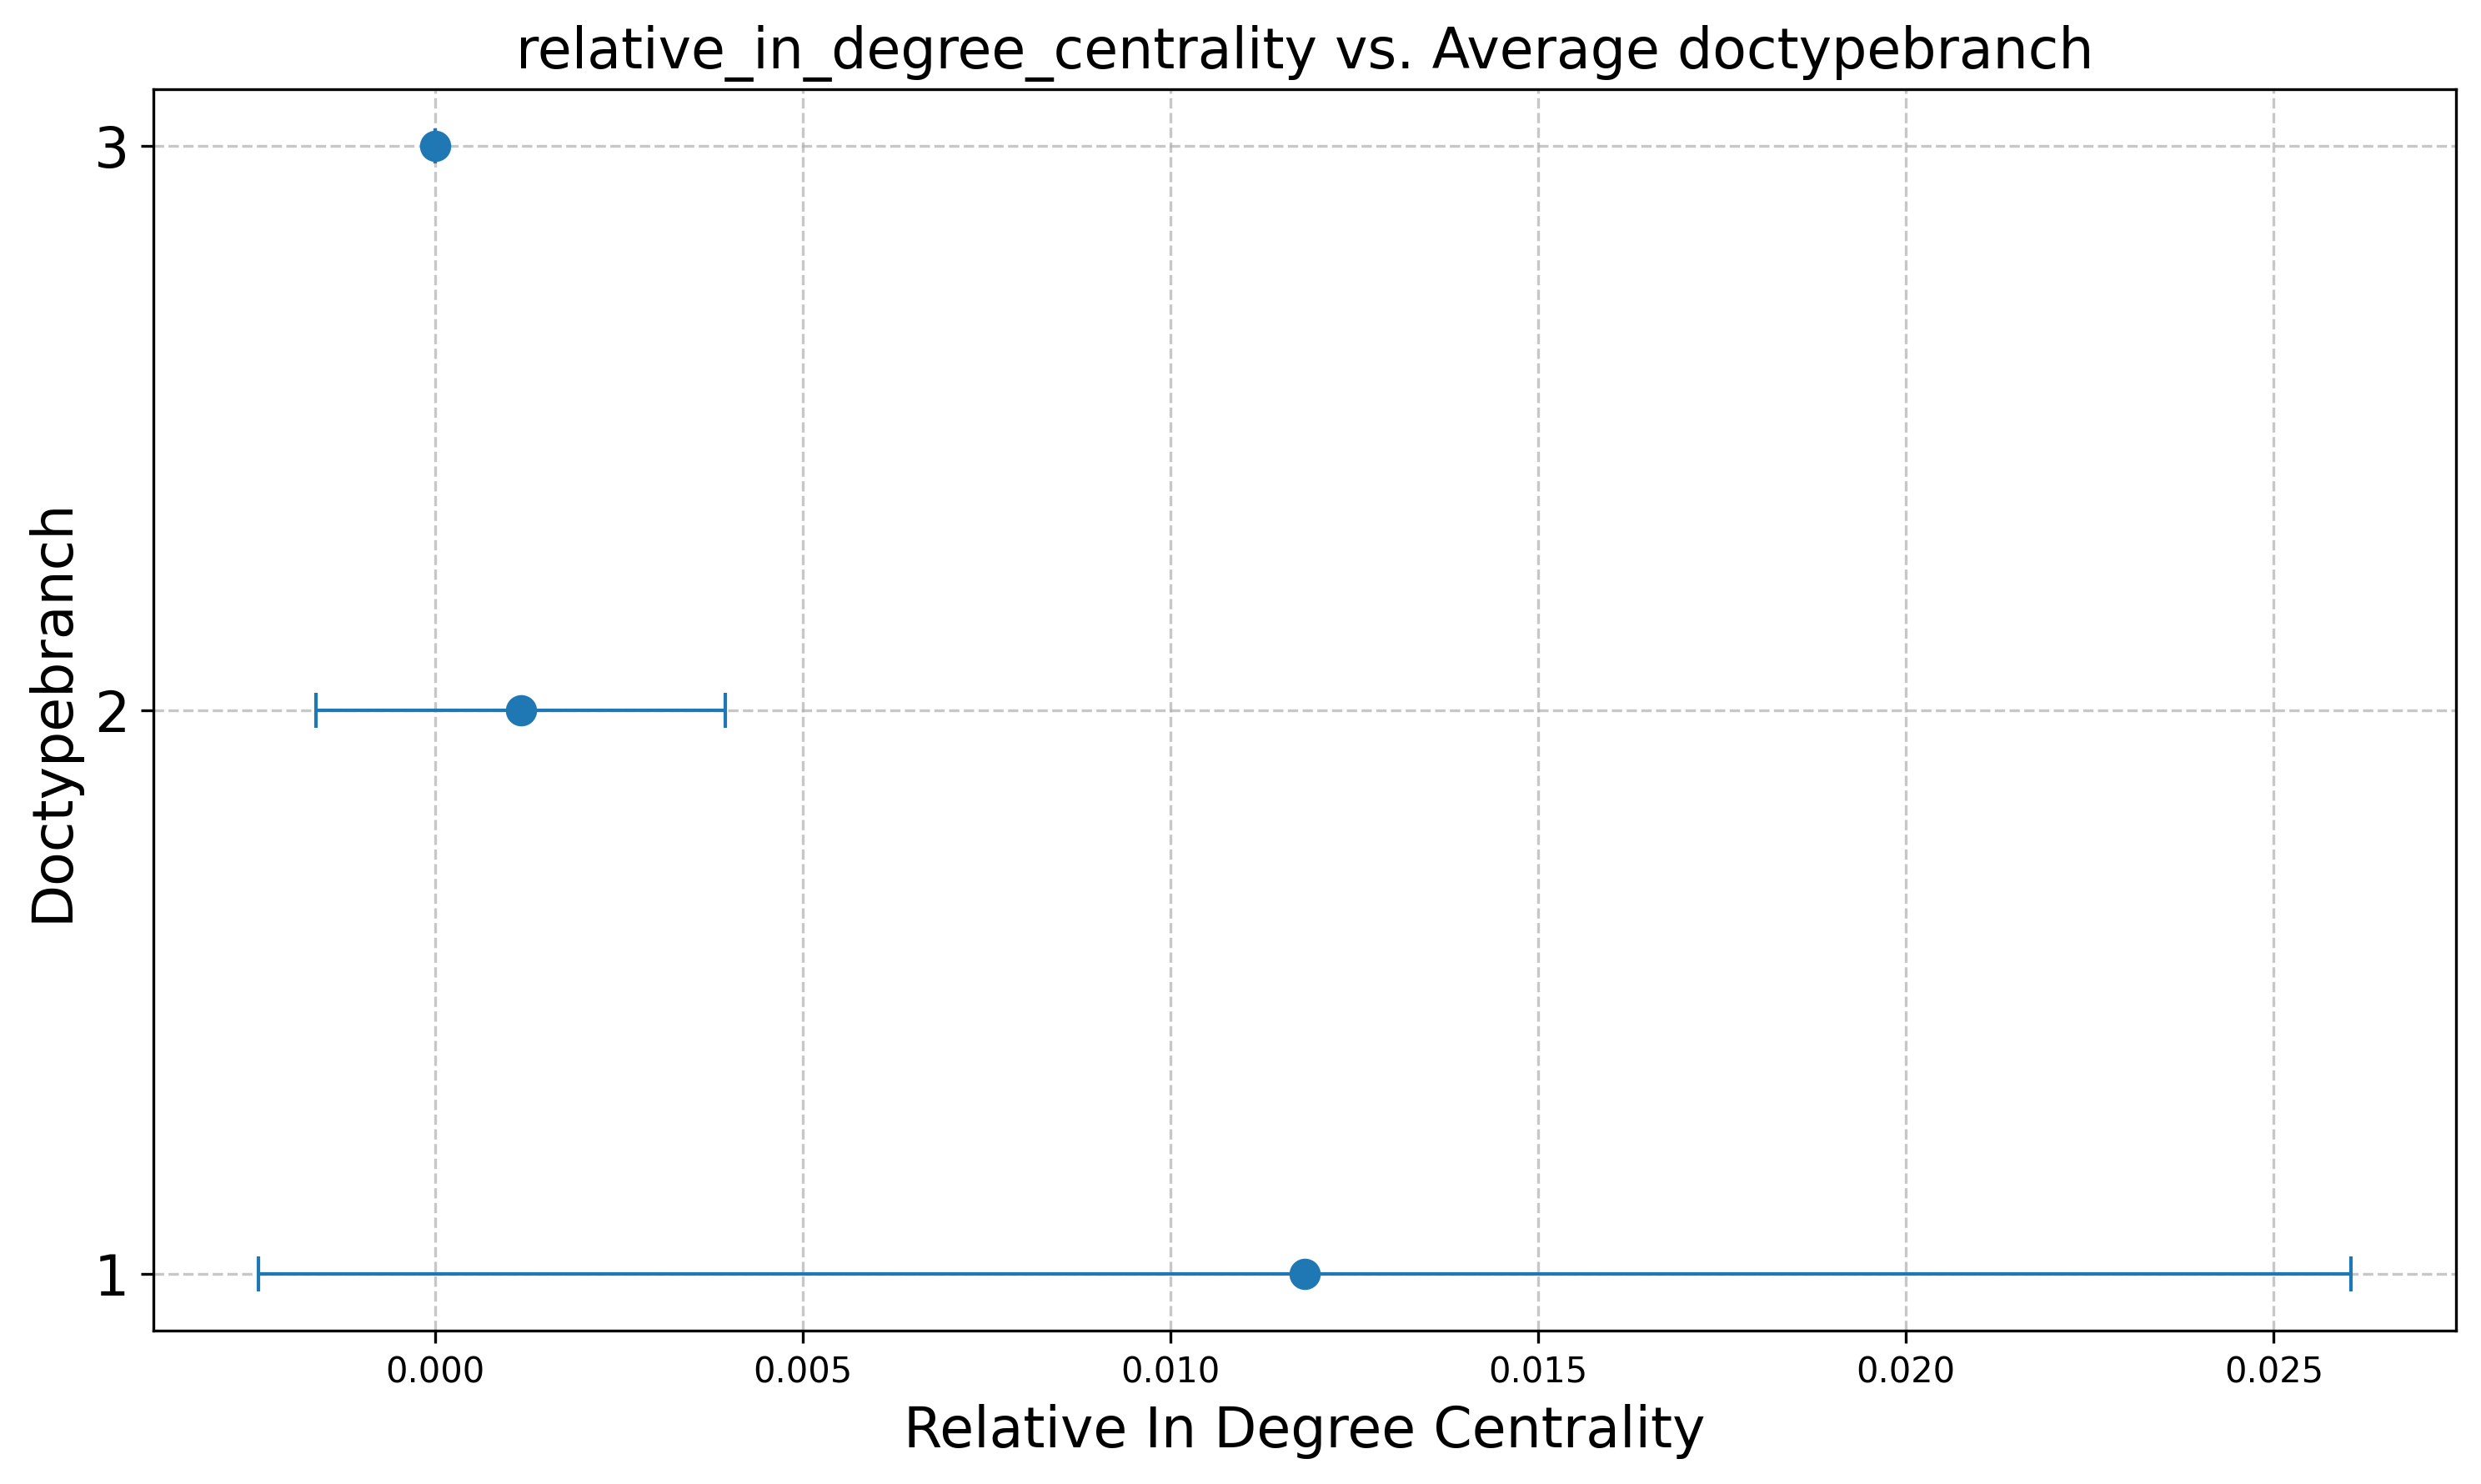 relative_in_degree_centrality vs. Average doctypebranch
3
2
1
Doctypebranch
0.000 0.005 0.010 0.015 0.020 0.025
Relative In Degree Centrality